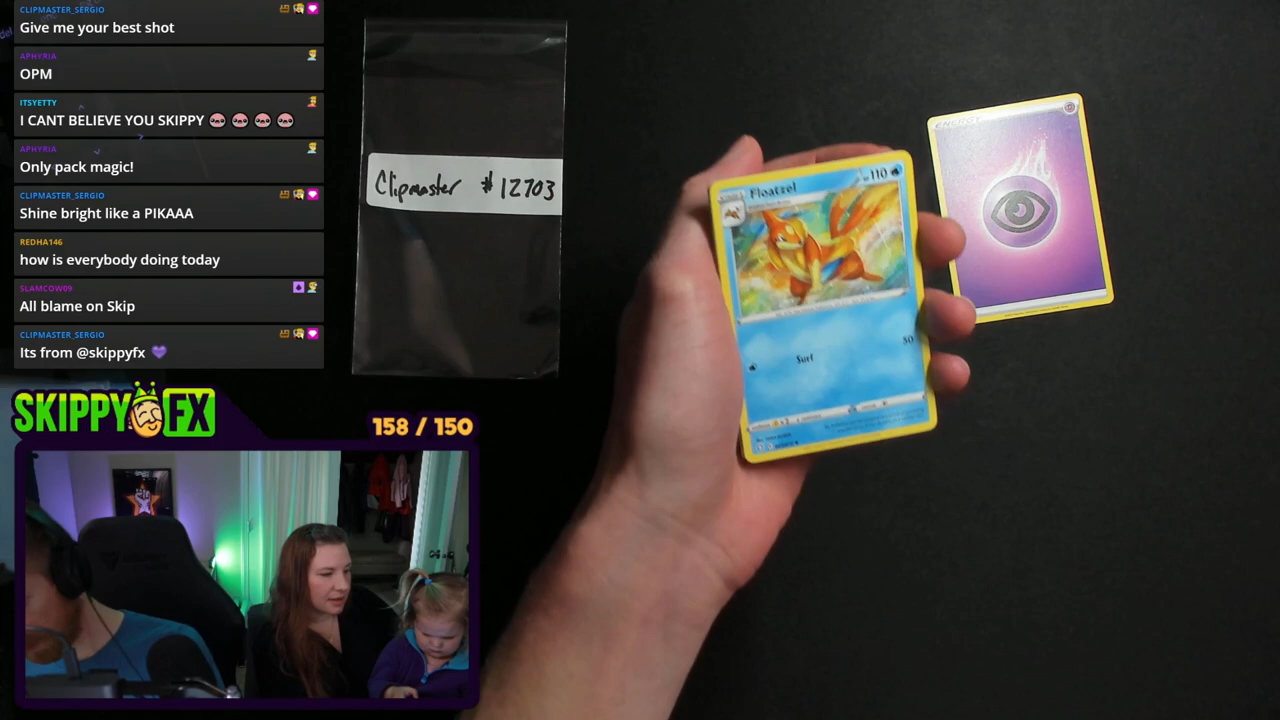 CLIPMASTER_SERGIO
Give me your best shot
APHYRIA
OPM
ITSYETTY
I CANT BELIEVE YOU SKIPPY
APHYRIA
Only pack magic!
CLIPMASTER_SERGIO
Shine bright like a PIKAAA
REDHA146
how is everybody doing today
SLAMCOW09
All blame on Skip
CLIPMASTER_SERGIO
Its from @skippyfx 💜
SKIPPY FX
158 / 150
Clipmaster #12703
ENERGY
Floatzel
110
Surf
50